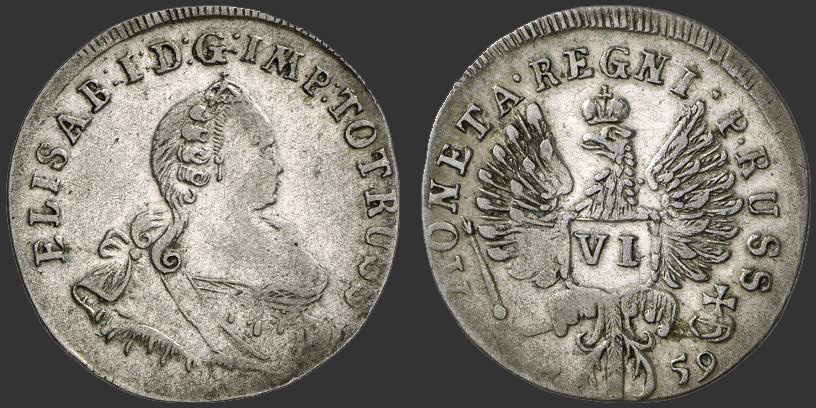 ELISAB·I·D:G·IMP:TOT·RUSS
MONETA·REGNI·PRUSS
VI
59